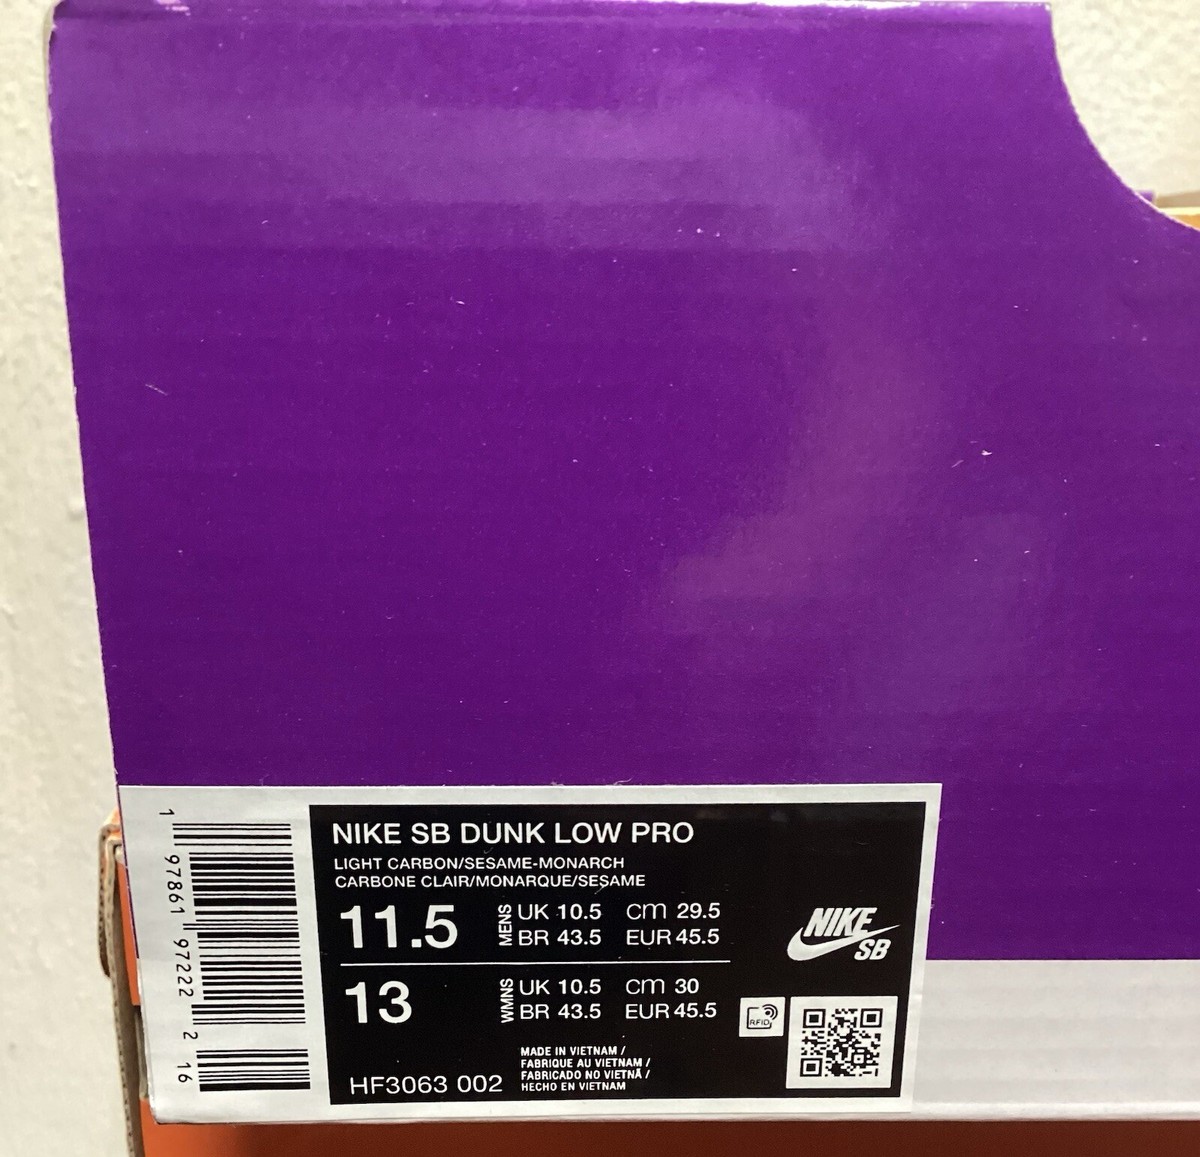 NIKE SB DUNK LOW PRO
LIGHT CARBON/SESAME-MONARCH
CARBONE CLAIR/MONARQUE/SESAME
11.5 MENS UK 10.5 cm 29.5
BR 43.5 EUR 45.5
13 WMNS UK 10.5 cm 30
BR 43.5 EUR 45.5
NIKE
SB
RFID
MADE IN VIETNAM /
FABRIQUE AU VIETNAM /
FABRICADO NO VIETNÃ /
HECHO EN VIETNAM
HF3063 002
1 97861 97222 2 16